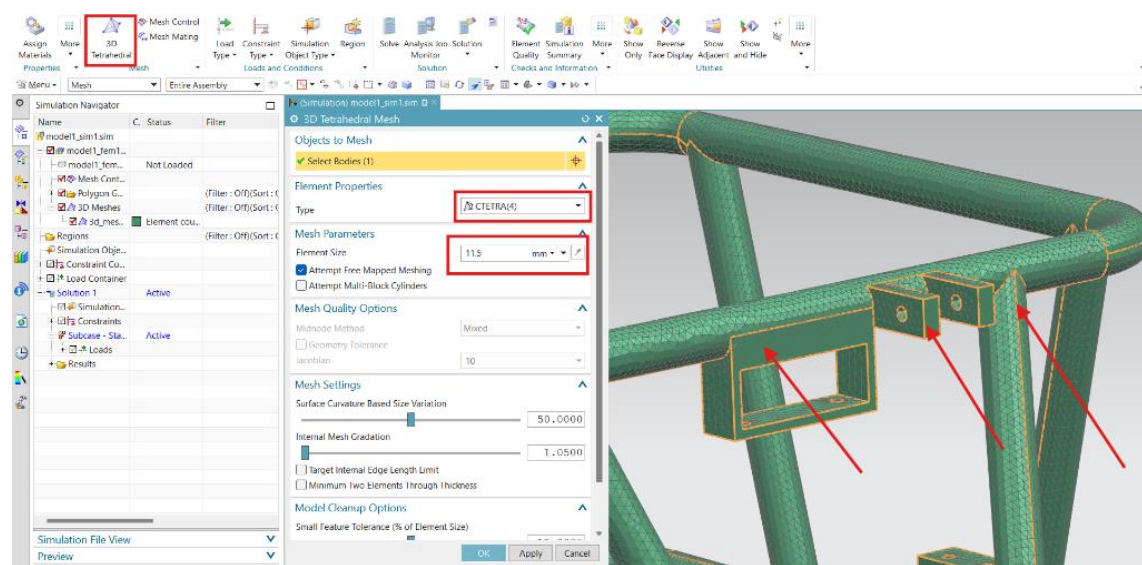 Assign Materials
More
3D Tetrahedral
Mesh Control
Mesh Mating
Load Type
Constraint Type
Simulation Object Type
Region
Solve
Analysis Job Monitor
Solution
Element Quality
Simulation Summary
More
Show Only
Reverse Face Display
Show Adjacent
Show and Hide
More
Properties
Mesh
Loads and Conditions
Solution
Checks and Information
Utilities
Menu
Mesh
Entire Assembly
Simulation Navigator
(Simulation) model1_sim1.sim
Name C. Status Filter
3D Tetrahedral Mesh
model1_sim1.sim
Objects to Mesh
model1_fem1...
Select Bodies (1)
model1_fem... Not Loaded
Mesh Cont...
Element Properties
Polygon G... (Filter : Off)(Sort : (
3D Meshes (Filter : Off)(Sort : (
Type CTETRA(4)
3d_mes... Element cou...
Mesh Parameters
Regions (Filter : Off)(Sort : (
Element Size 11.5 mm
Simulation Obje...
Constraint Co...
Attempt Free Mapped Meshing
Load Container
Attempt Multi-Block Cylinders
Solution 1 Active
Simulation...
Mesh Quality Options
Constraints
Midnode Method Mixed
Subcase - Sta... Active
Geometry Tolerance
Loads
Jacobian 10
Results
Mesh Settings
Surface Curvature Based Size Variation
50.0000
Internal Mesh Gradation
1.0500
Target Internal Edge Length Limit
Minimum Two Elements Through Thickness
Model Cleanup Options
Small Feature Tolerance (% of Element Size)
Simulation File View
Preview
OK Apply Cancel